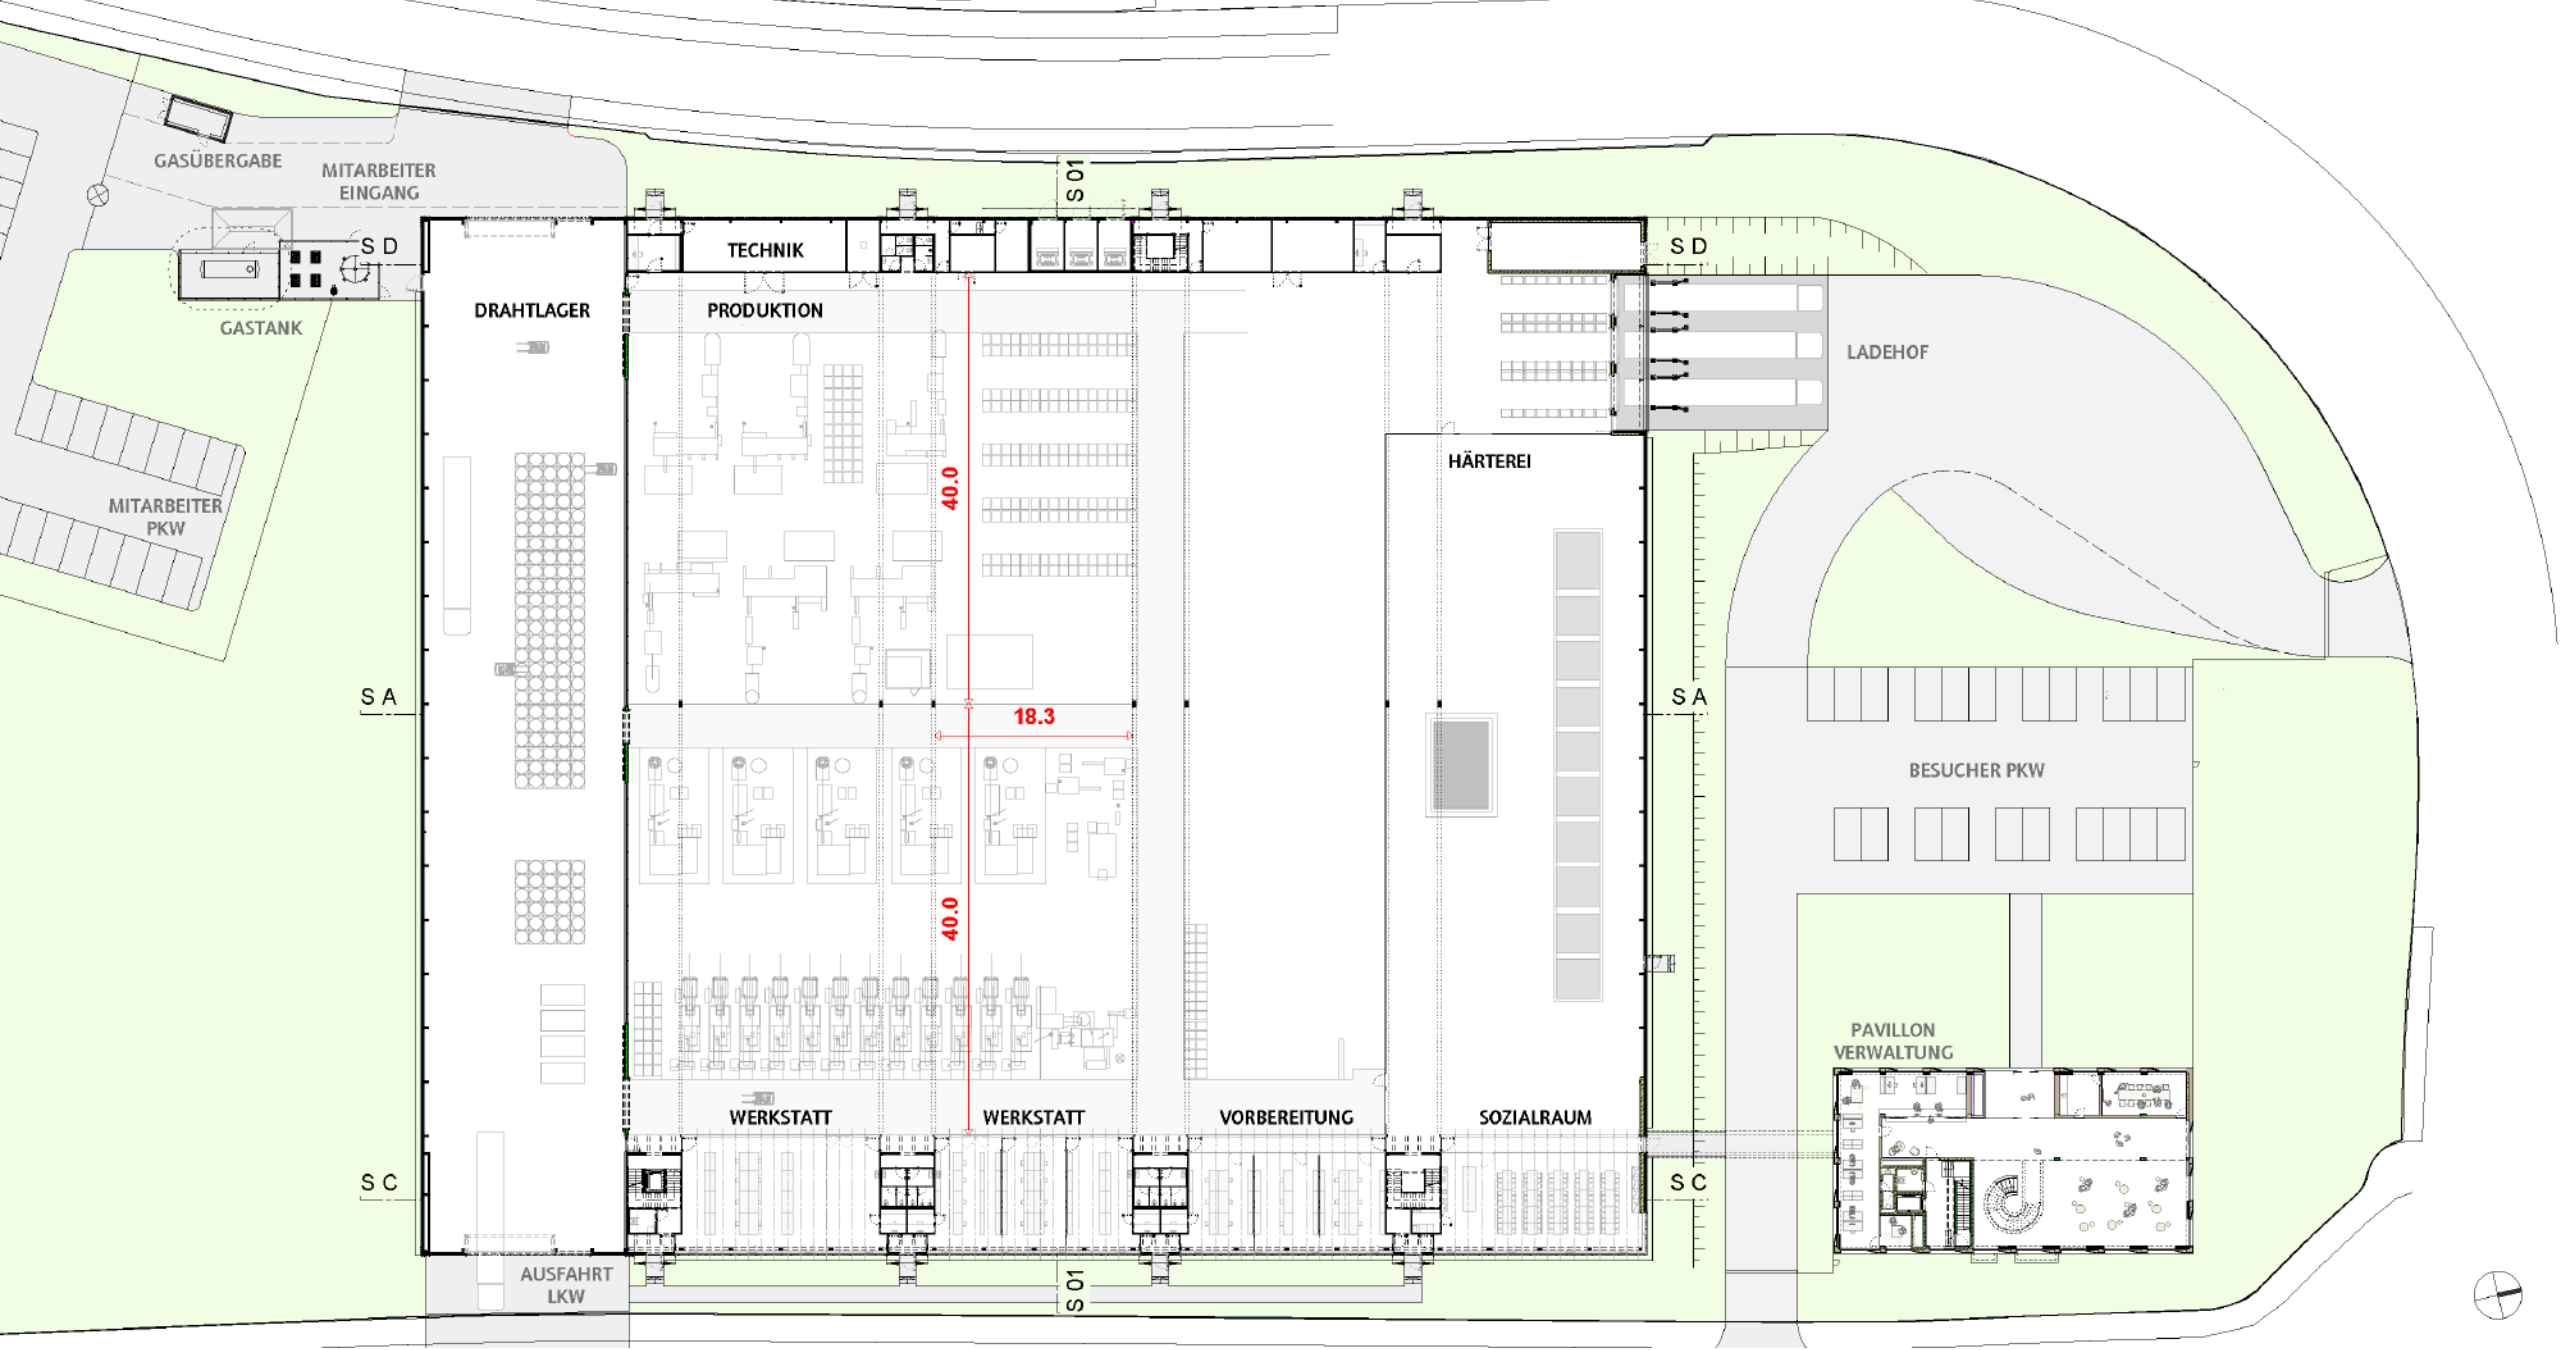 S 01
GASÜBERGABE
MITARBEITER
EINGANG
S D
TECHNIK
S D
DRAHTLAGER
PRODUKTION
GASTANK
LADEHOF
HÄRTEREI
40.0
MITARBEITER
PKW
S A
S A
18.3
BESUCHER PKW
40.0
PAVILLON
VERWALTUNG
WERKSTATT
WERKSTATT
VORBEREITUNG
SOZIALRAUM
S C
S C
AUSFAHRT
LKW
S 01